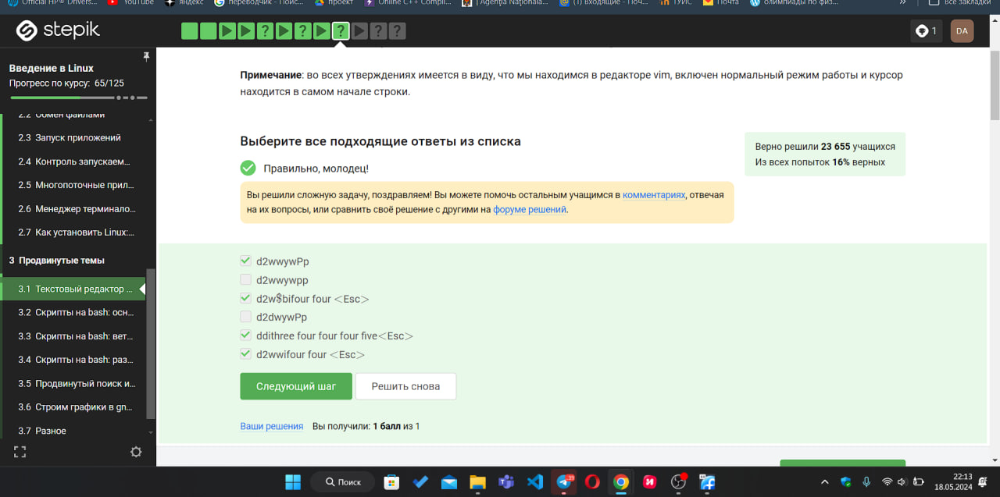 Official HP® Drivers...
YouTube
яндекс
переводчик - Поис...
проект
Online C++ Compil...
| Agenția Naționala...
(1) Входящие - Поч...
ТУИС
Почта
олимпиады по физ...
»
Все закладки
stepik
?
?
?
?
?
1
DA
Введение в Linux
Прогресс по курсу: 65/125
2.2 Обмен файлами
2.3 Запуск приложений
2.4 Контроль запускаем...
2.5 Многопоточные прил...
2.6 Менеджер терминало...
2.7 Как установить Linux:...
3 Продвинутые темы
3.1 Текстовый редактор ...
3.2 Скрипты на bash: осн...
3.3 Скрипты на bash: вет...
3.4 Скрипты на bash: раз...
3.5 Продвинутый поиск и...
3.6 Строим графики в gn...
3.7 Разное
Примечание: во всех утверждениях имеется в виду, что мы находимся в редакторе vim, включен нормальный режим работы и курсор
находится в самом начале строки.
Выберите все подходящие ответы из списка
Правильно, молодец!
Верно решили 23 655 учащихся
Из всех попыток 16% верных
Вы решили сложную задачу, поздравляем! Вы можете помочь остальным учащимся в комментариях, отвечая
на их вопросы, или сравнить своё решение с другими на форуме решений.
d2wwywPp
d2wwywpp
d2w$bifour four <Esc>
d2dwywPp
ddithree four four four five<Esc>
d2wwifour four <Esc>
Следующий шаг
Решить снова
Ваши решения Вы получили: 1 балл из 1
Поиск
22:13
18.05.2024